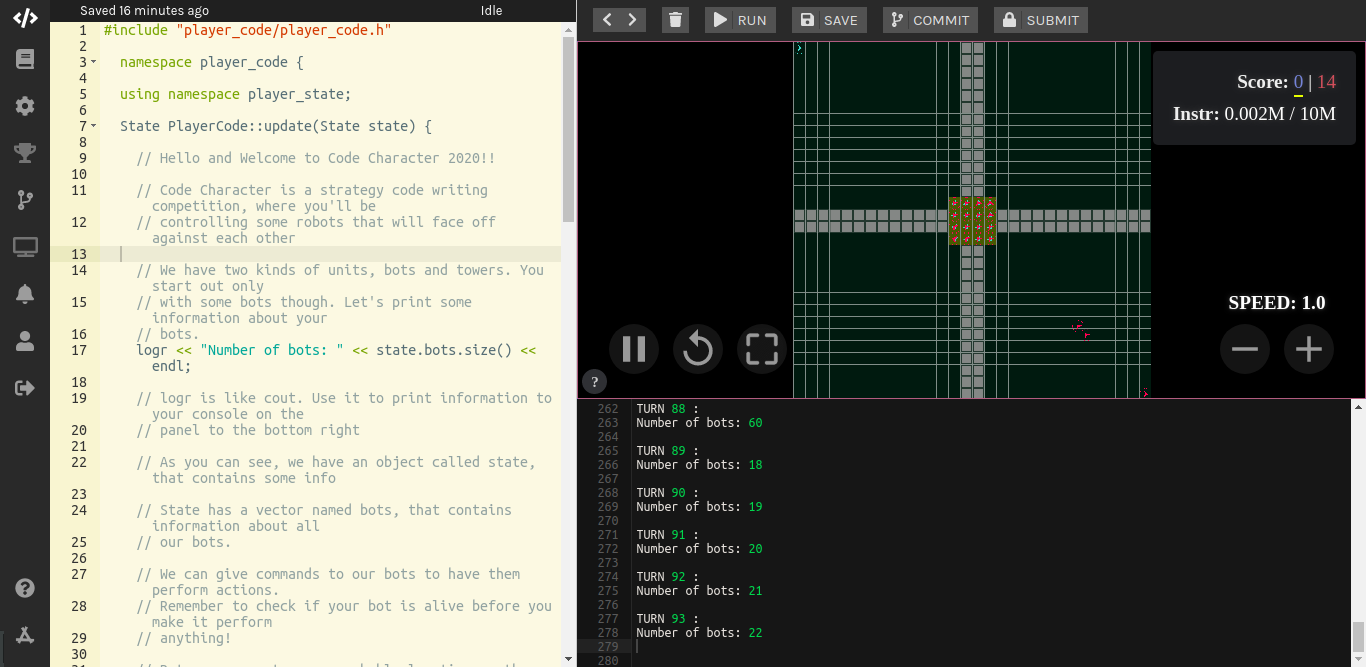 Saved 16 minutes ago
Idle
1 #include "player_code/player_code.h"
2
3 namespace player_code {
4
5 using namespace player_state;
6
7 State PlayerCode::update(State state) {
8
9 // Hello and Welcome to Code Character 2020!!
10
11 // Code Character is a strategy code writing
competition, where you'll be
12 // controlling some robots that will face off
against each other
13
14 // We have two kinds of units, bots and towers. You
start out only
15 // with some bots though. Let's print some
information about your
16 // bots.
17 logr << "Number of bots: " << state.bots.size() <<
endl;
18
19 // logr is like cout. Use it to print information to
your console on the
20 // panel to the bottom right
21
22 // As you can see, we have an object called state,
that contains some info
23
24 // State has a vector named bots, that contains
information about all
25 // our bots.
26
27 // We can give commands to our bots to have them
perform actions.
28 // Remember to check if your bot is alive before you
make it perform
29 // anything!
30
RUN
SAVE
COMMIT
SUBMIT
Score: 0 | 14
Instr: 0.002M / 10M
SPEED: 1.0
?
262 TURN 88 :
263 Number of bots: 60
264
265 TURN 89 :
266 Number of bots: 18
267
268 TURN 90 :
269 Number of bots: 19
270
271 TURN 91 :
272 Number of bots: 20
273
274 TURN 92 :
275 Number of bots: 21
276
277 TURN 93 :
278 Number of bots: 22
279
280